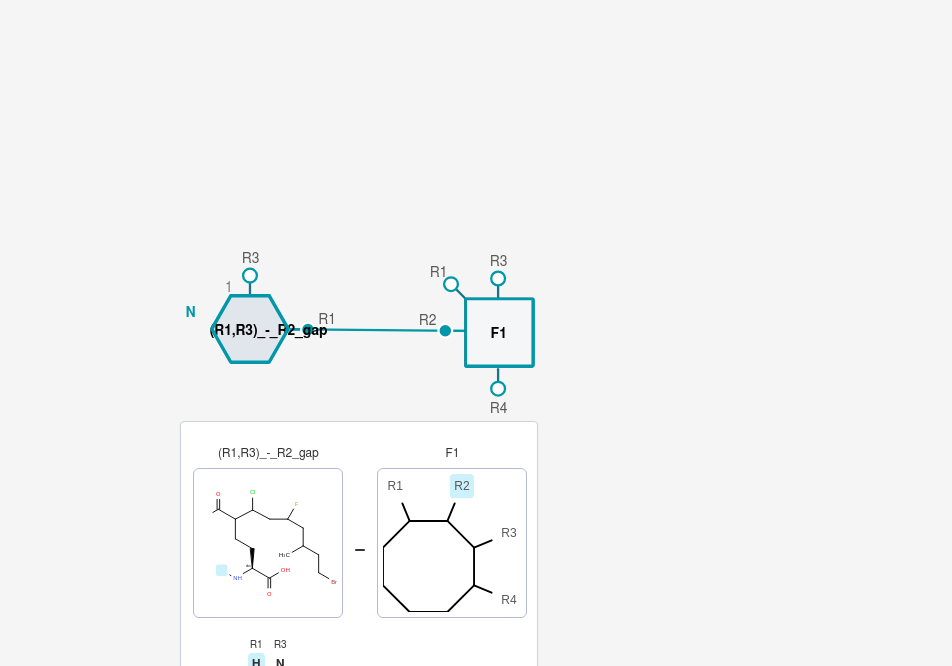 R3
R3
R1
1
N
R1
R2
(R1,R3)_-_R2_gap
F1
R4
(R1,R3)_-_R2_gap
F1
R1
R2
O
Cl
F
R3
H₃C
NH
OH
Br
O
R4
R1 R3
H N